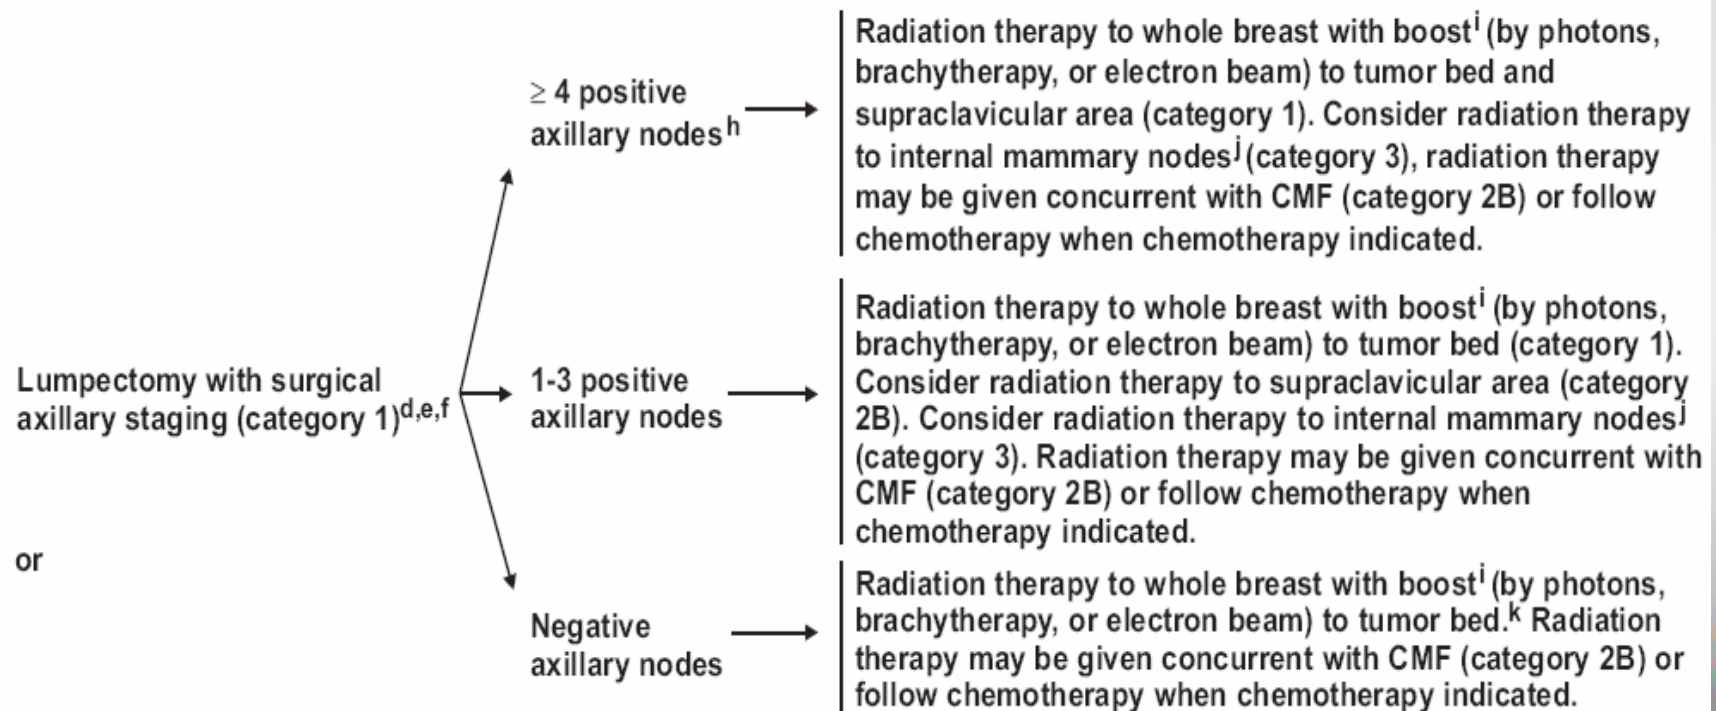 Lumpectomy with surgical
axillary staging (category 1)d,e,f
or
≥ 4 positive
axillary nodesh
Radiation therapy to whole breast with boosti (by photons,
brachytherapy, or electron beam) to tumor bed and
supraclavicular area (category 1). Consider radiation therapy
to internal mammary nodesj (category 3), radiation therapy
may be given concurrent with CMF (category 2B) or follow
chemotherapy when chemotherapy indicated.
1-3 positive
axillary nodes
Radiation therapy to whole breast with boosti (by photons,
brachytherapy, or electron beam) to tumor bed (category 1).
Consider radiation therapy to supraclavicular area (category
2B). Consider radiation therapy to internal mammary nodesj
(category 3). Radiation therapy may be given concurrent with
CMF (category 2B) or follow chemotherapy when
chemotherapy indicated.
Negative
axillary nodes
Radiation therapy to whole breast with boosti (by photons,
brachytherapy, or electron beam) to tumor bed.k Radiation
therapy may be given concurrent with CMF (category 2B) or
follow chemotherapy when chemotherapy indicated.